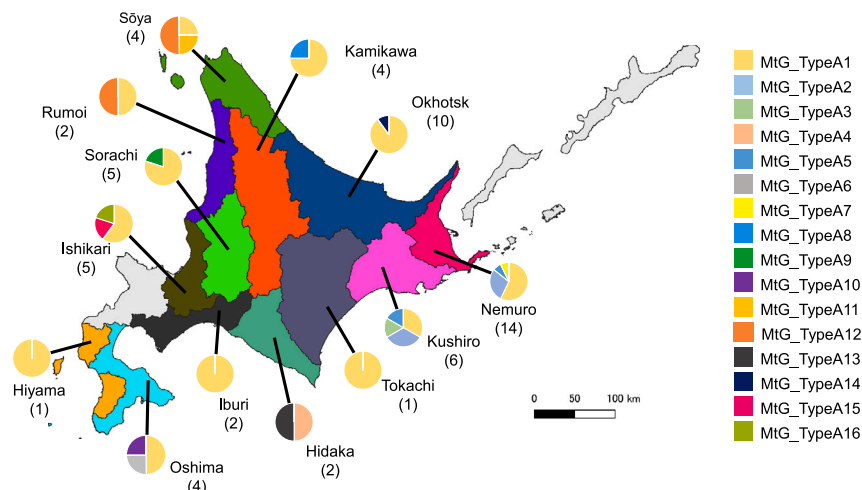 Sōya
(4)
Kamikawa
(4)
Okhotsk
(10)
Rumoi
(2)
Sorachi
(5)
Ishikari
(5)
Nemuro
(14)
Kushiro
(6)
Hiyama
(1)
Iburi
(2)
Tokachi
(1)
Hidaka
(2)
Oshima
(4)
0 50 100 km
MtG_TypeA1
MtG_TypeA2
MtG_TypeA3
MtG_TypeA4
MtG_TypeA5
MtG_TypeA6
MtG_TypeA7
MtG_TypeA8
MtG_TypeA9
MtG_TypeA10
MtG_TypeA11
MtG_TypeA12
MtG_TypeA13
MtG_TypeA14
MtG_TypeA15
MtG_TypeA16